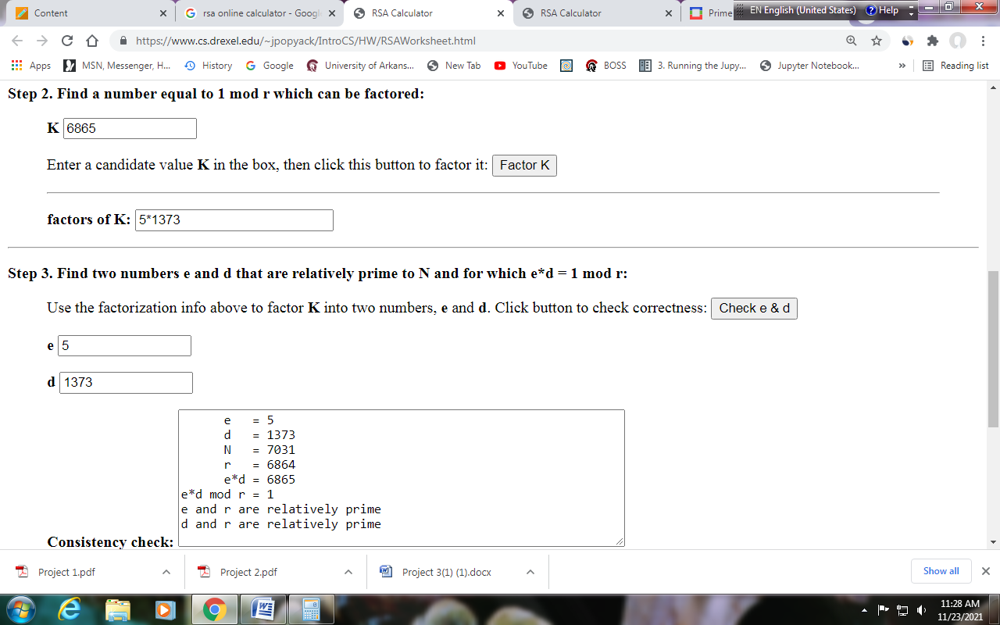 Content
rsa online calculator - Googl
RSA Calculator
RSA Calculator
Prime
EN English (United States)
Help
https://www.cs.drexel.edu/~jpopyack/IntroCS/HW/RSAWorksheet.html
Apps
MSN, Messenger, H...
History
Google
University of Arkans...
New Tab
YouTube
BOSS
3. Running the Jupy...
Jupyter Notebook...
»
Reading list
Step 2. Find a number equal to 1 mod r which can be factored:
K 6865
Enter a candidate value K in the box, then click this button to factor it: Factor K
factors of K: 5*1373
Step 3. Find two numbers e and d that are relatively prime to N and for which e*d = 1 mod r:
Use the factorization info above to factor K into two numbers, e and d. Click button to check correctness: Check e & d
e 5
d 1373
e = 5
d = 1373
N = 7031
r = 6864
e*d = 6865
e*d mod r = 1
e and r are relatively prime
d and r are relatively prime
Consistency check:
Project 1.pdf
Project 2.pdf
Project 3(1) (1).docx
Show all
11:28 AM
11/23/2021